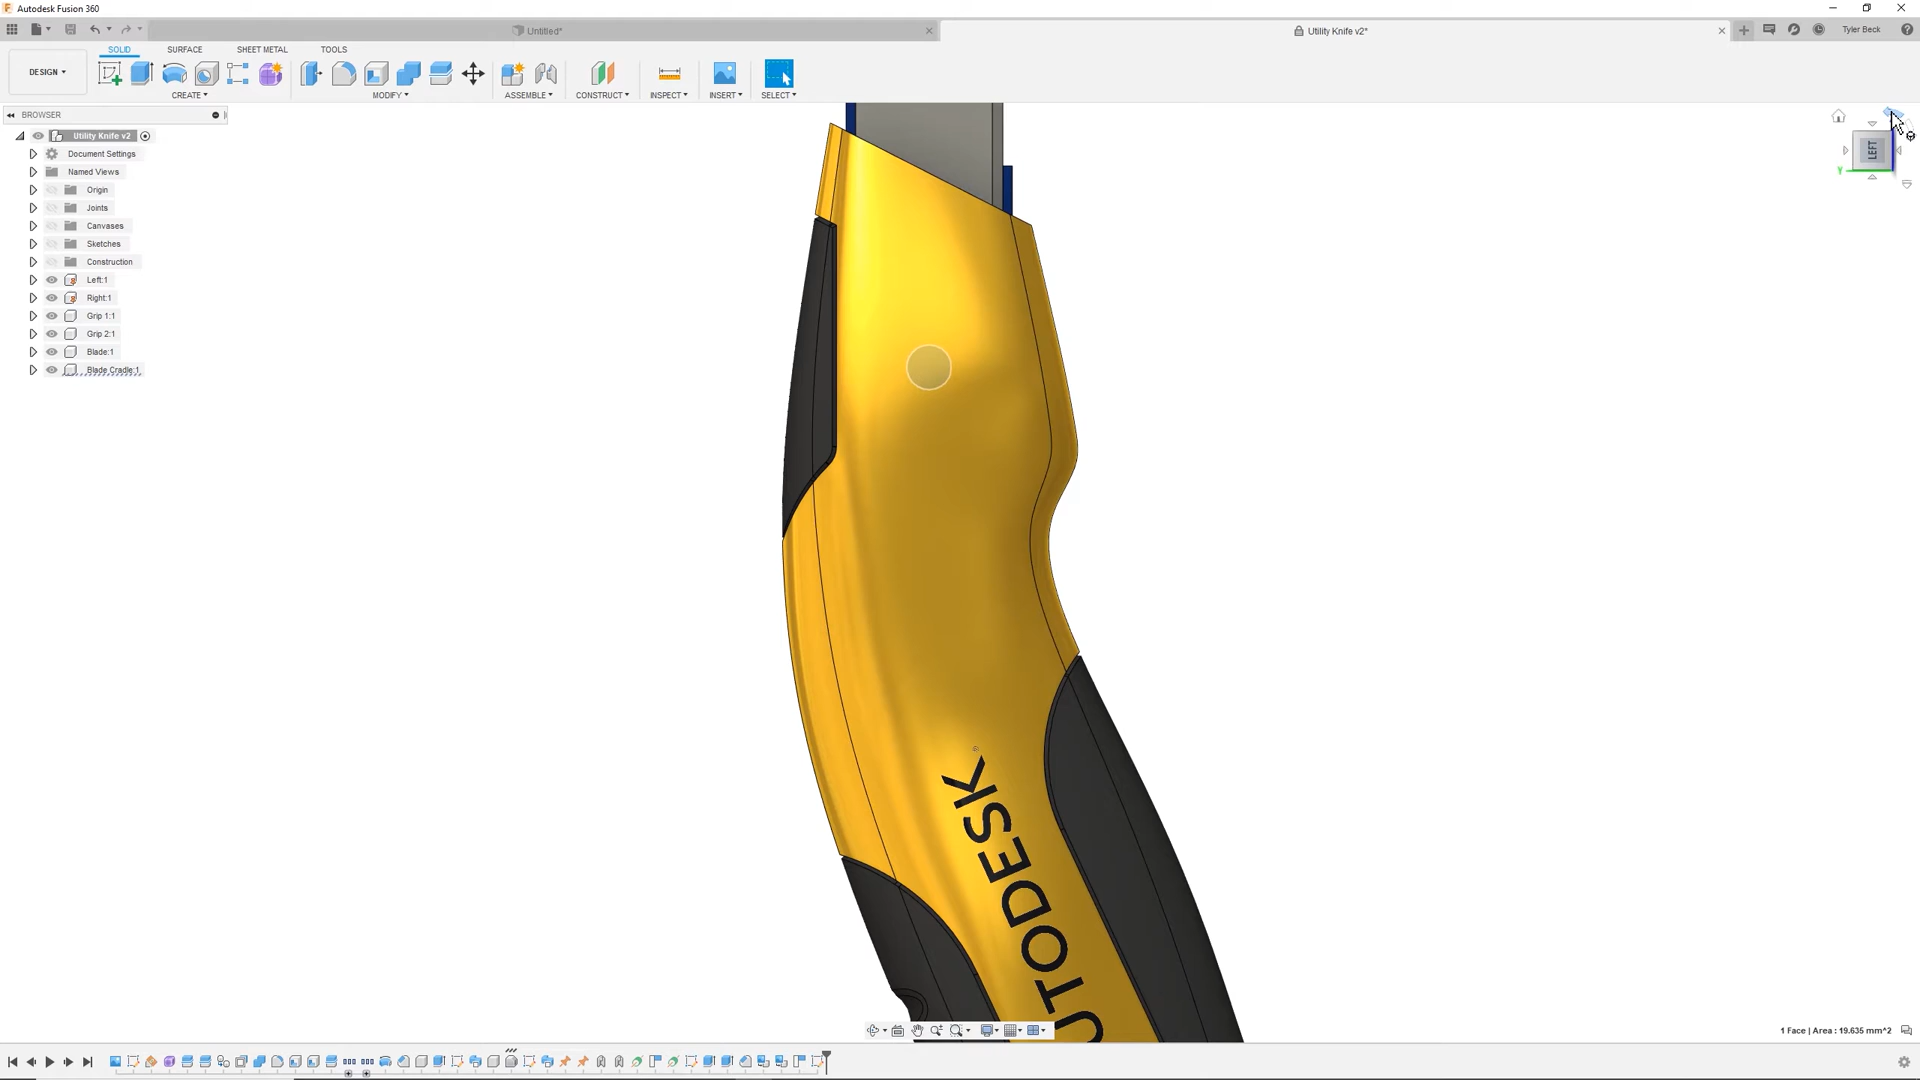 Autodesk Fusion 360
Untitled*
Utility Knife v2*
Tyler Beck
DESIGN
SOLID
SURFACE
SHEET METAL
TOOLS
CREATE
MODIFY
ASSEMBLE
CONSTRUCT
INSPECT
INSERT
SELECT
BROWSER
Utility Knife v2
Document Settings
Named Views
Origin
Joints
Canvases
Sketches
Construction
Left:1
Right:1
Grip 1:1
Grip 2:1
Blade:1
Blade Cradle:1
LEFT
Y
UTODESK
1 Face | Area : 19.635 mm^2